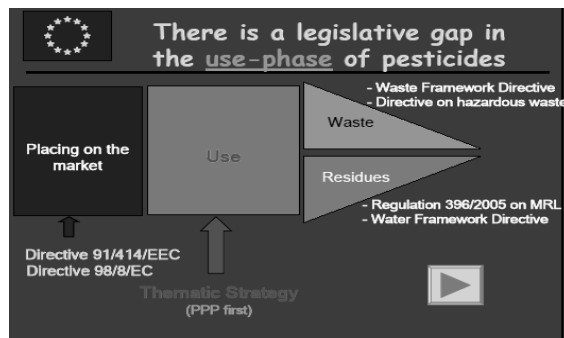 There is a legislative gap in
the use-phase of pesticides
- Waste Framework Directive
- Directive on hazardous waste
Waste
Placing on the
market
Use
Residues
- Regulation 396/2005 on MRL
- Water Framework Directive
Directive 91/414/EEC
Directive 98/8/EC
Thematic Strategy
(PPP first)